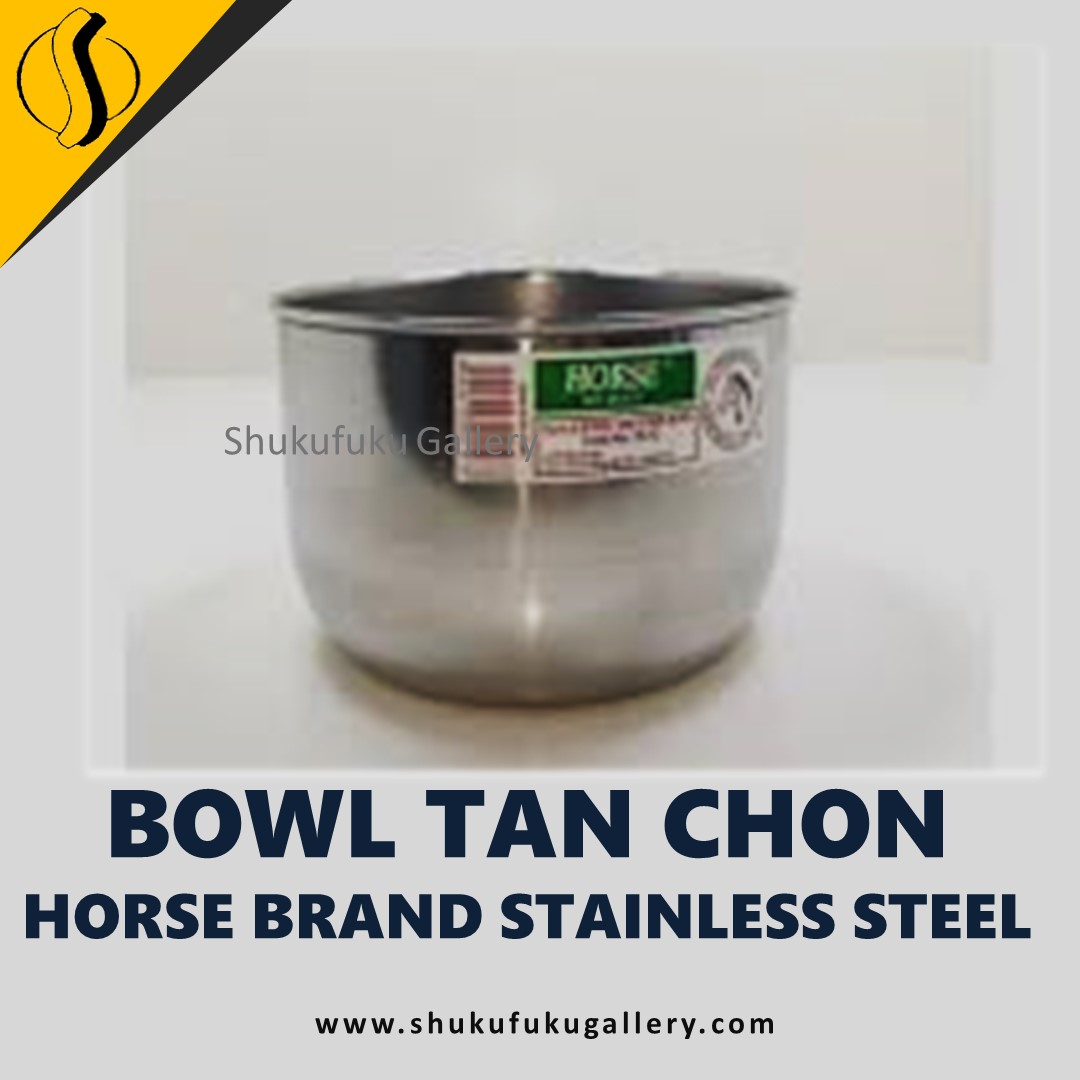 HORSE
Shukufuku Gallery
BOWL TAN CHON
HORSE BRAND STAINLESS STEEL
www.shukufukugallery.com